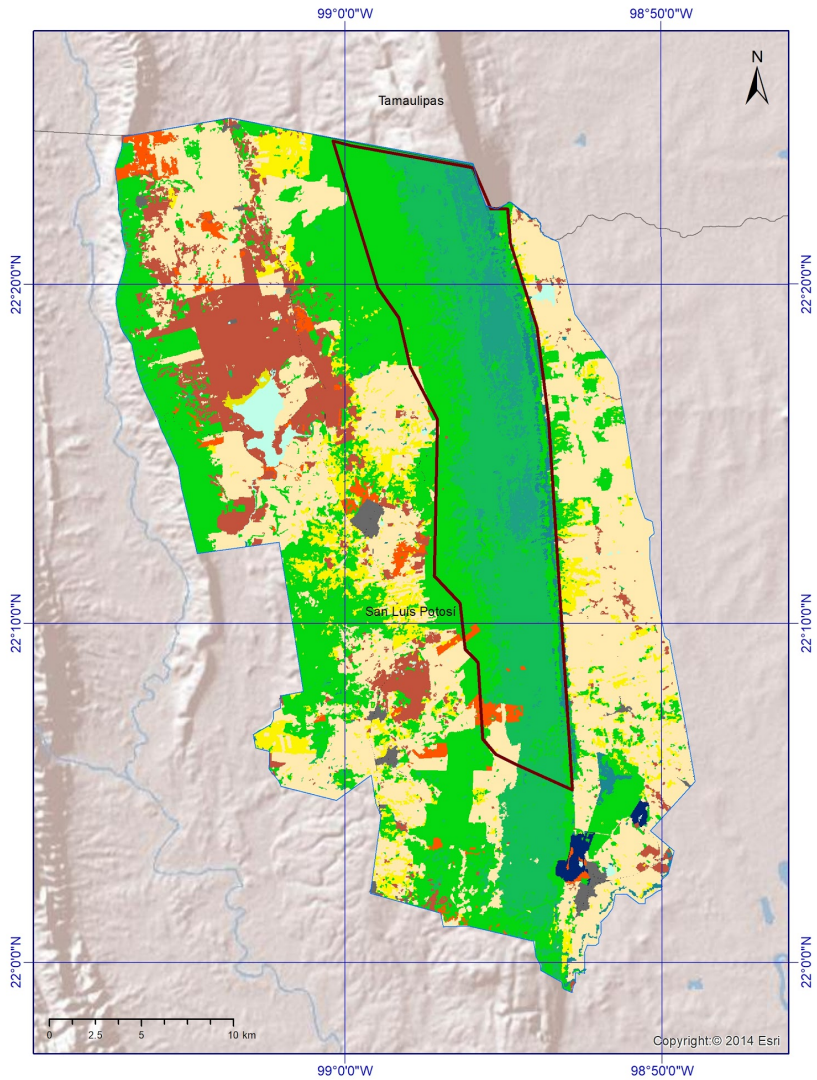 99°0'0"W 98°50'0"W
N
Tamaulipas
22°20'0"N 22°20'0"N
San Luis Potosí
22°10'0"N 22°10'0"N
22°0'0"N 22°0'0"N
0 2.5 5 10 km
Copyright:© 2014 Esri
99°0'0"W 98°50'0"W